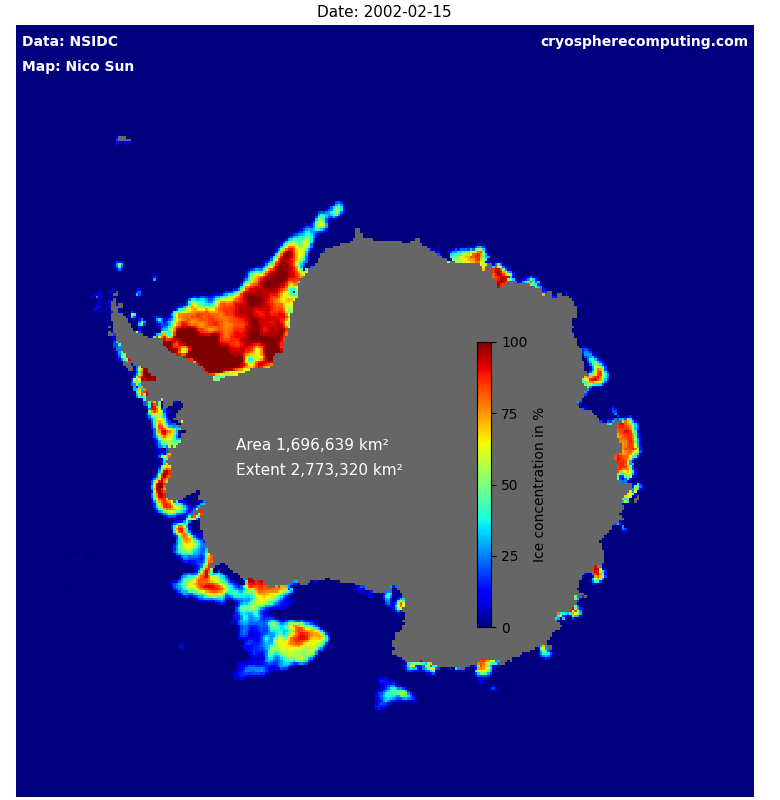 Date: 2002-02-15
Data: NSIDC
cryospherecomputing.com
Map: Nico Sun
100
75
50
25
0
Ice concentration in %
Area 1,696,639 km²
Extent 2,773,320 km²